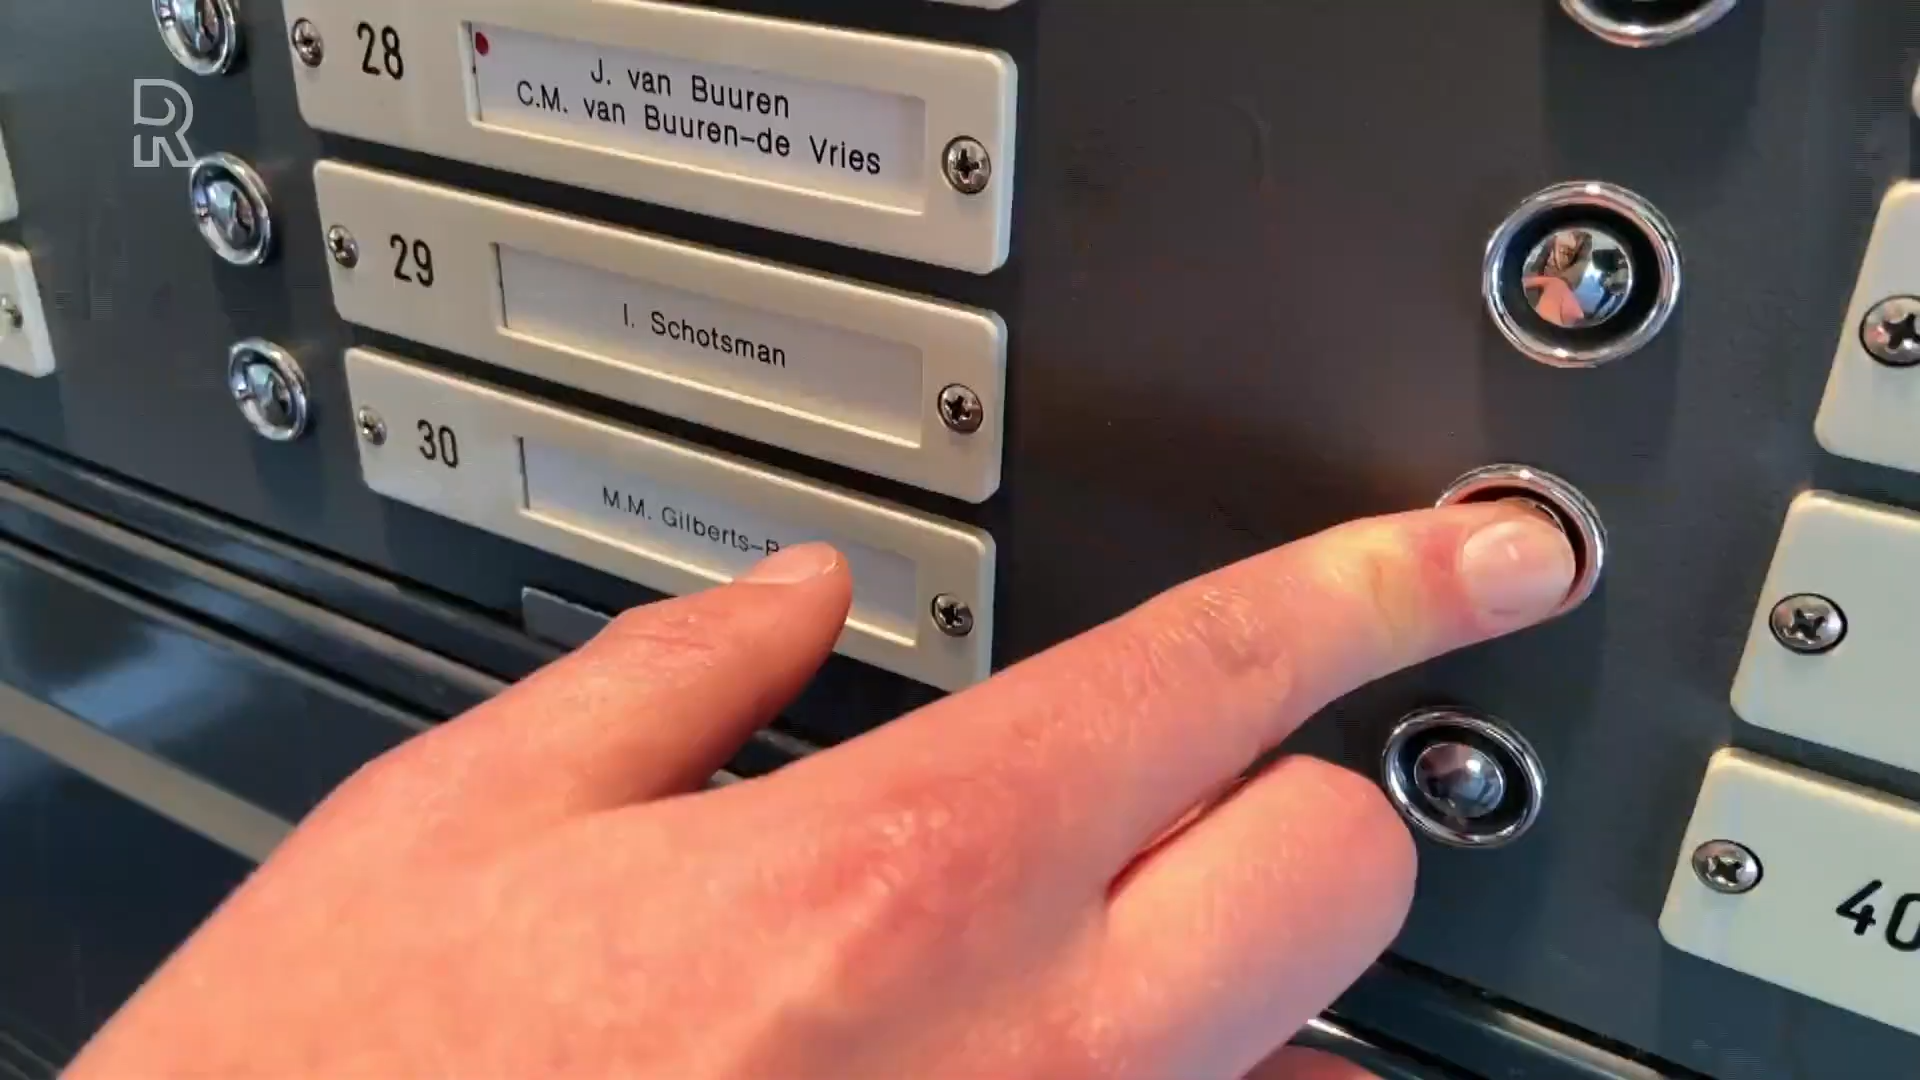 28
J. van Buuren
C.M. van Buuren-de Vries
R
29
I. Schotsman
30
M.M. Gilberts-
40